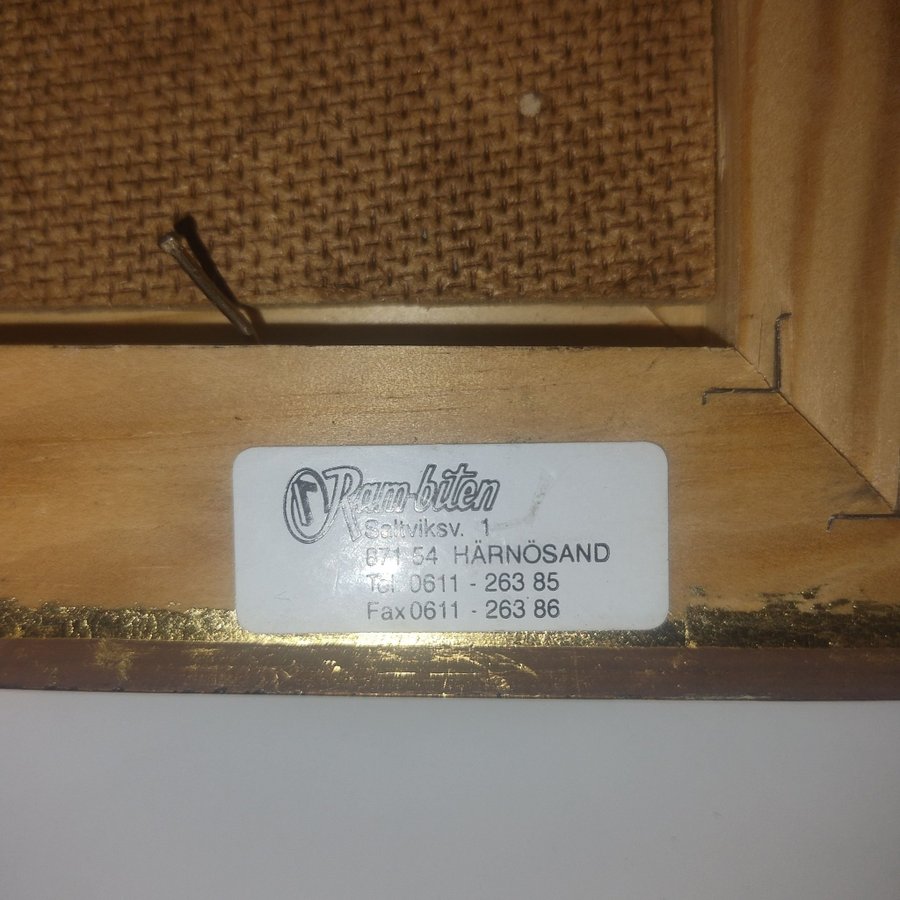 Ram-biten
Saltviksv. 1
871 54 HÄRNÖSAND
Tel 0611 - 263 85
Fax 0611 - 263 86